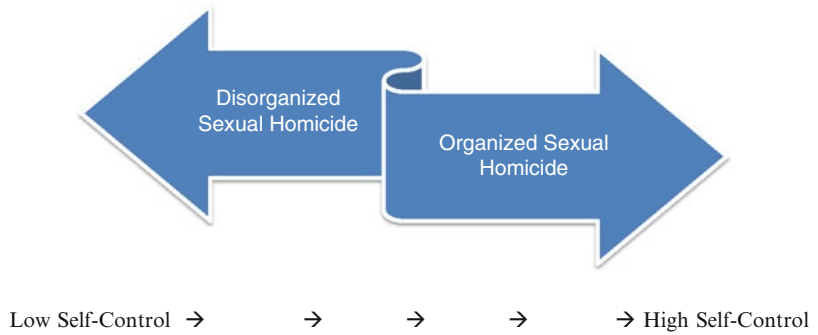 Disorganized
Sexual Homicide
Organized Sexual
Homicide
Low Self-Control → → → → → High Self-Control